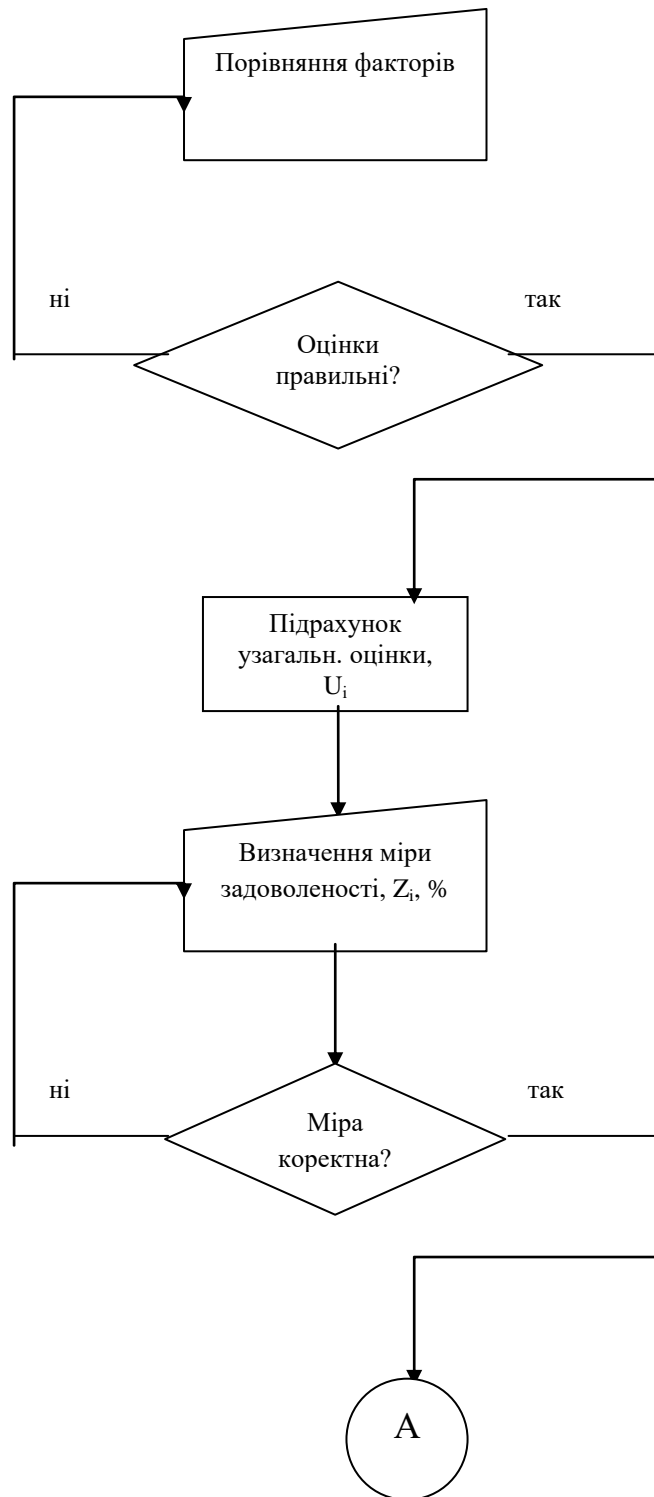 Порівняння факторів
ні
так
Оцінки
правильні?
Підрахунок
узагальн. оцінки,
Uᵢ
Визначення міри
задоволеності, Zᵢ, %
ні
так
Міра
коректна?
А